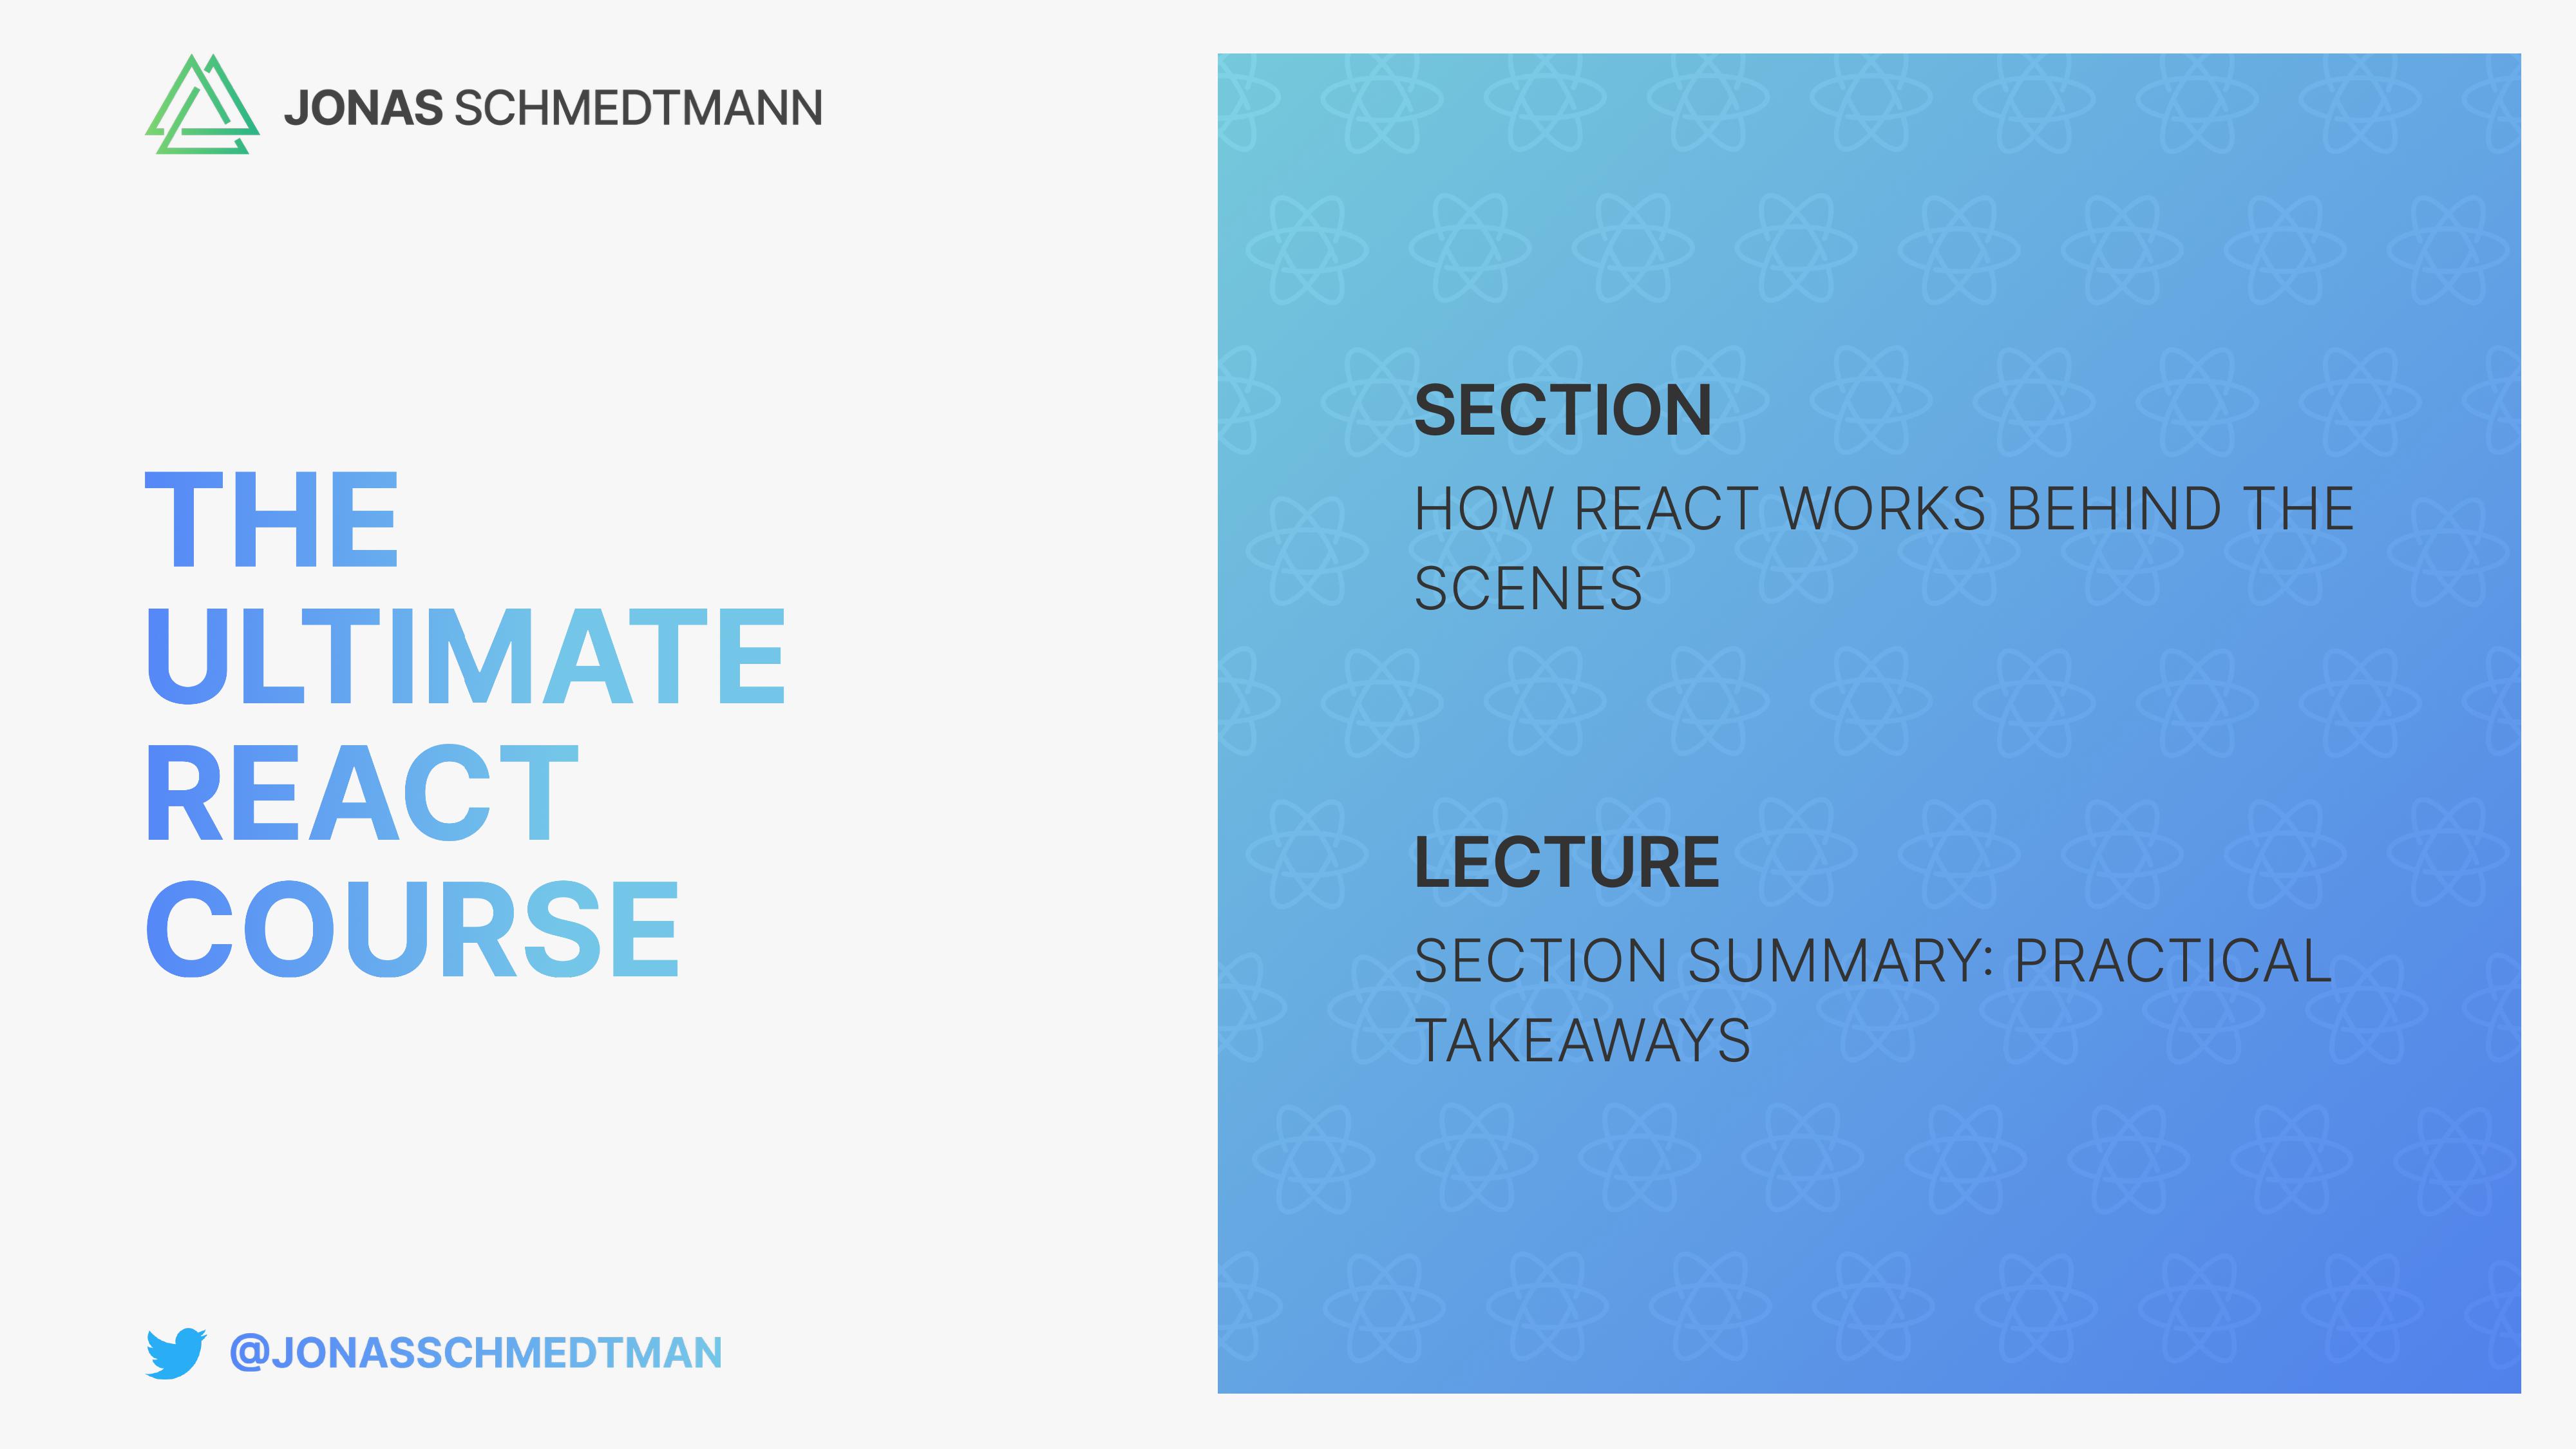 JONAS SCHMEDTMANN
THE
ULTIMATE
REACT
COURSE
@JONASSCHMEDTMAN
SECTION
HOW REACT WORKS BEHIND THE
SCENES
LECTURE
SECTION SUMMARY: PRACTICAL
TAKEAWAYS